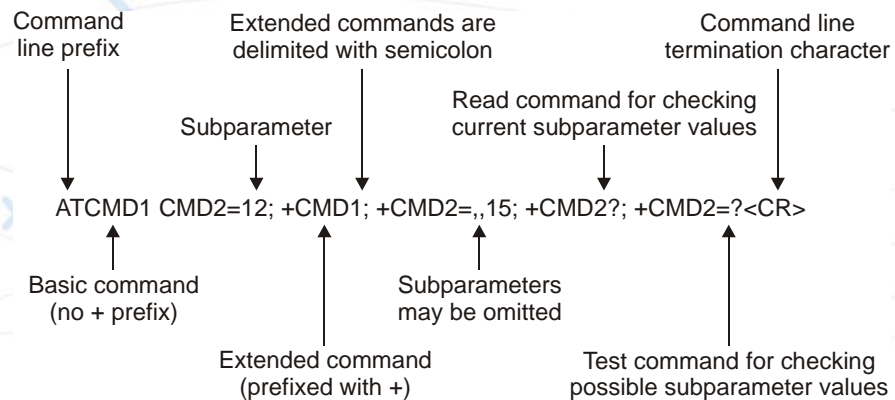 Command
line prefix
Extended commands are
delimited with semicolon
Command line
termination character
Subparameter
Read command for checking
current subparameter values
ATCMD1 CMD2=12; +CMD1; +CMD2=,,15; +CMD2?; +CMD2=?<CR>
Basic command
(no + prefix)
Subparameters
may be omitted
Extended command
(prefixed with +)
Test command for checking
possible subparameter values